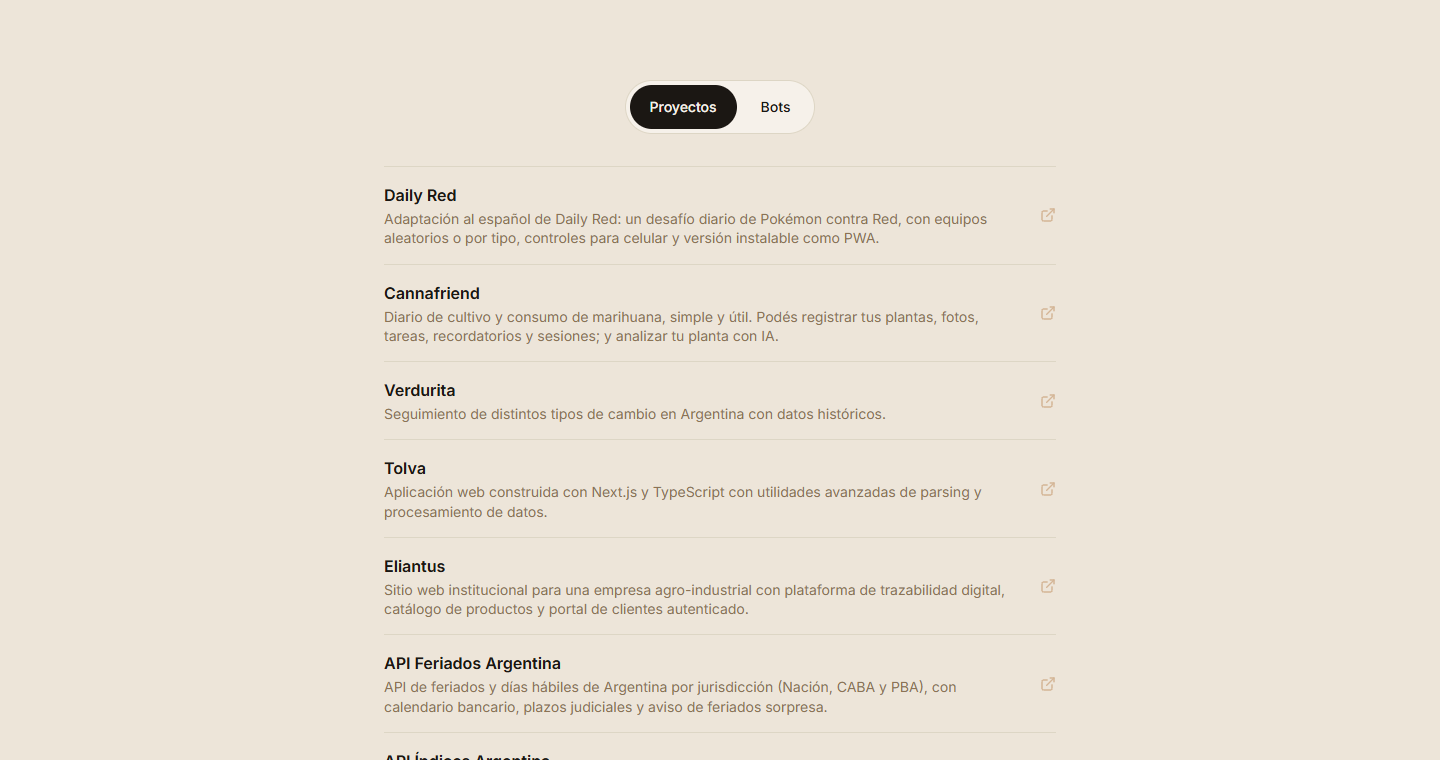 Proyectos
Bots
Daily Red
Adaptación al español de Daily Red: un desafío diario de Pokémon contra Red, con equipos
aleatorios o por tipo, controles para celular y versión instalable como PWA.
Cannafriend
Diario de cultivo y consumo de marihuana, simple y útil. Podés registrar tus plantas, fotos,
tareas, recordatorios y sesiones; y analizar tu planta con IA.
Verdurita
Seguimiento de distintos tipos de cambio en Argentina con datos históricos.
Tolva
Aplicación web construida con Next.js y TypeScript con utilidades avanzadas de parsing y
procesamiento de datos.
Eliantus
Sitio web institucional para una empresa agro-industrial con plataforma de trazabilidad digital,
catálogo de productos y portal de clientes autenticado.
API Feriados Argentina
API de feriados y días hábiles de Argentina por jurisdicción (Nación, CABA y PBA), con
calendario bancario, plazos judiciales y aviso de feriados sorpresa.
API Índices Argentina